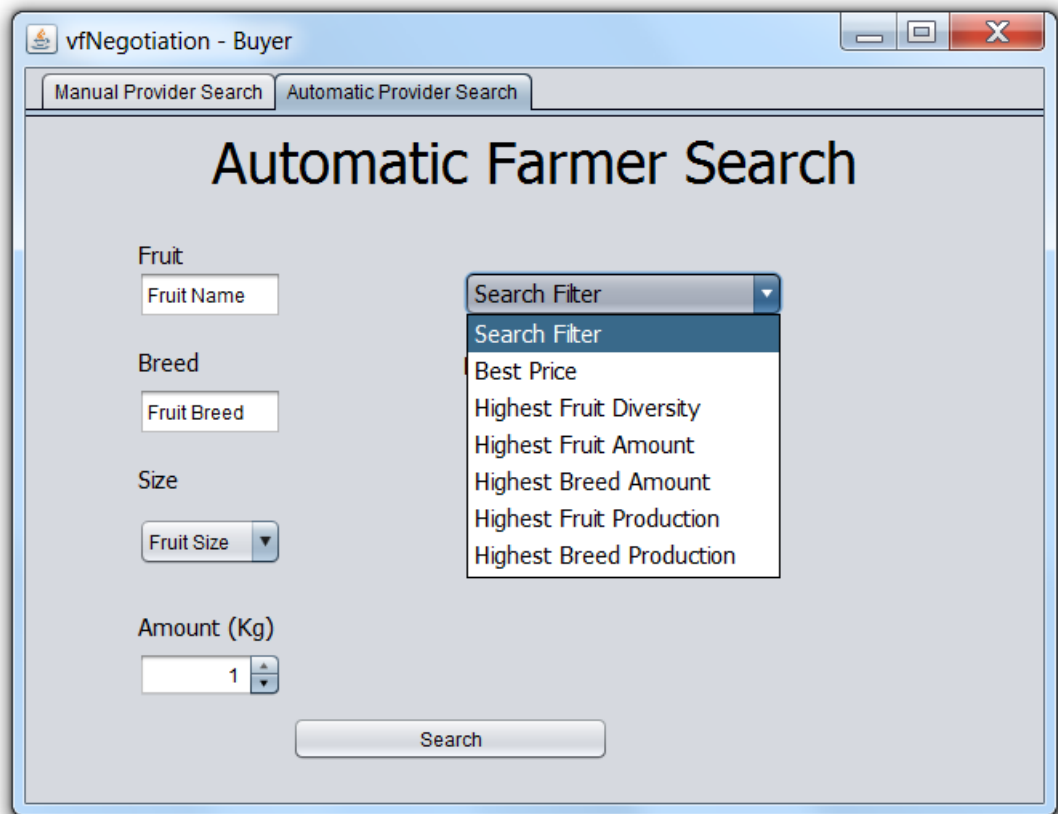 vfNegotiation - Buyer
Manual Provider Search
Automatic Provider Search
Automatic Farmer Search
Fruit
Fruit Name
Breed
Fruit Breed
Size
Fruit Size
Amount (Kg)
1
Search Filter
Search Filter
Best Price
Highest Fruit Diversity
Highest Fruit Amount
Highest Breed Amount
Highest Fruit Production
Highest Breed Production
Search